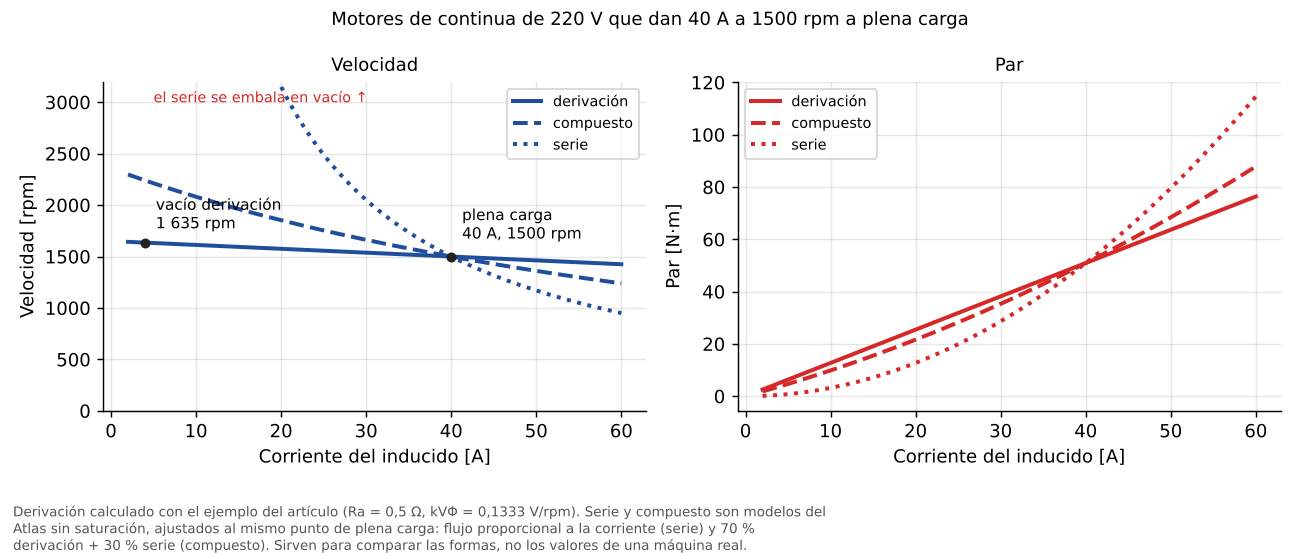 Motores de continua de 220 V que dan 40 A a 1500 rpm a plena carga
Velocidad
el serie se embala en vacío ↑
derivación
compuesto
serie
vacío derivación
1 635 rpm
plena carga
40 A, 1500 rpm
Velocidad [rpm]
3000
2500
2000
1500
1000
500
0
0 10 20 30 40 50 60
Corriente del inducido [A]
Par
derivación
compuesto
serie
Par [N·m]
120
100
80
60
40
20
0
0 10 20 30 40 50 60
Corriente del inducido [A]
Derivación calculado con el ejemplo del artículo (Ra = 0,5 Ω, kVΦ = 0,1333 V/rpm). Serie y compuesto son modelos del
Atlas sin saturación, ajustados al mismo punto de plena carga: flujo proporcional a la corriente (serie) y 70 %
derivación + 30 % serie (compuesto). Sirven para comparar las formas, no los valores de una máquina real.